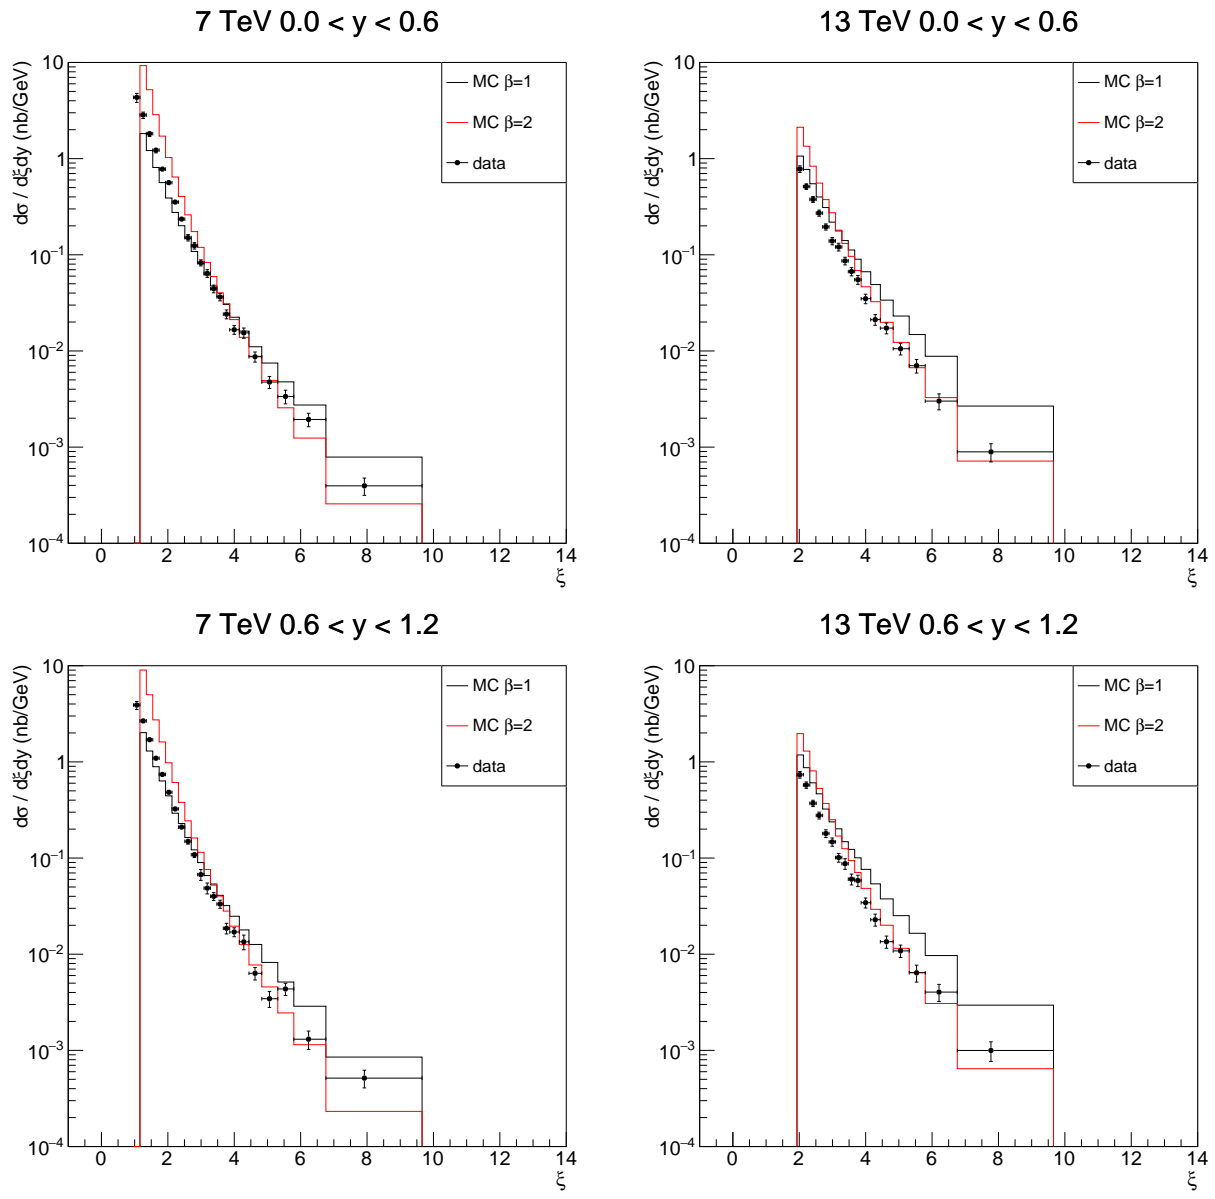 7 TeV 0.0 < y < 0.6
dσ / dξdy (nb/GeV)
10
1
10⁻¹
10⁻²
10⁻³
10⁻⁴
MC β=1
MC β=2
data
0 2 4 6 8 10 12 14
ξ
13 TeV 0.0 < y < 0.6
dσ / dξdy (nb/GeV)
10
1
10⁻¹
10⁻²
10⁻³
10⁻⁴
MC β=1
MC β=2
data
0 2 4 6 8 10 12 14
ξ
7 TeV 0.6 < y < 1.2
dσ / dξdy (nb/GeV)
10
1
10⁻¹
10⁻²
10⁻³
10⁻⁴
MC β=1
MC β=2
data
0 2 4 6 8 10 12 14
ξ
13 TeV 0.6 < y < 1.2
dσ / dξdy (nb/GeV)
10
1
10⁻¹
10⁻²
10⁻³
10⁻⁴
MC β=1
MC β=2
data
0 2 4 6 8 10 12 14
ξ